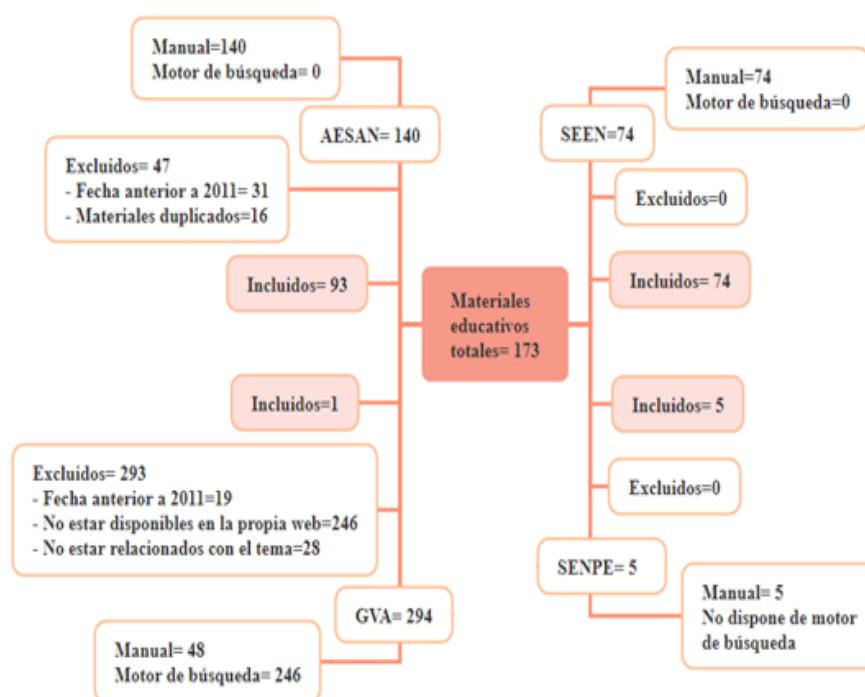 Manual=140
Motor de búsqueda= 0
AESAN= 140
Excluidos= 47
- Fecha anterior a 2011= 31
- Materiales duplicados=16
Incluidos= 93
Incluidos=1
Excluidos= 293
- Fecha anterior a 2011=19
- No estar disponibles en la propia web=246
- No estar relacionados con el tema=28
GVA= 294
Manual= 48
Motor de búsqueda= 246
Materiales
educativos
totales= 173
Manual=74
Motor de búsqueda=0
SEEN=74
Excluidos=0
Incluidos= 74
Incluidos= 5
Excluidos=0
SENPE= 5
Manual= 5
No dispone de motor
de búsqueda